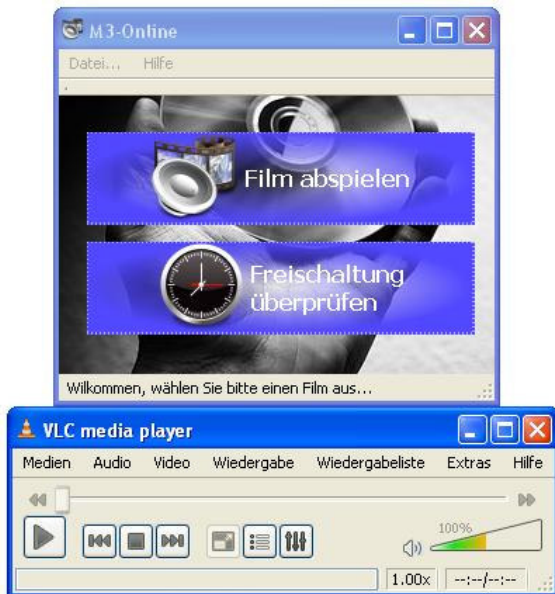 M3-Online
Datei... Hilfe
Film abspielen
Freischaltung
überprüfen
Wilkommen, wählen Sie bitte einen Film aus...
VLC media player
Medien Audio Video Wiedergabe Wiedergabeliste Extras Hilfe
100%
1.00x --:--/--:--